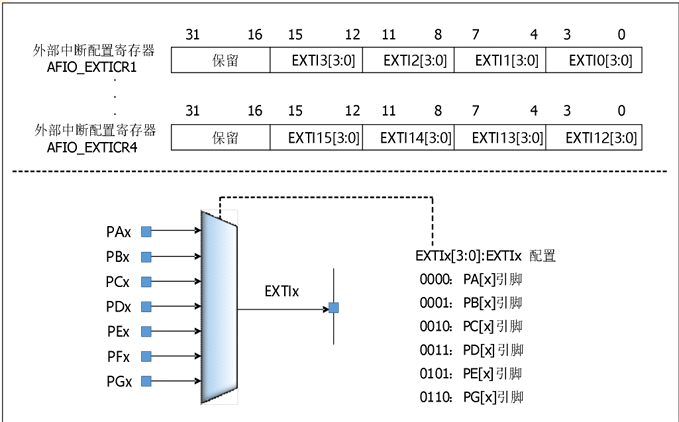 31 16 15 12 11 8 7 4 3 0
外部中断配置寄存器
AFIO_EXTICR1
保留 EXTI3[3:0] EXTI2[3:0] EXTI1[3:0] EXTI0[3:0]
.
.
.
31 16 15 12 11 8 7 4 3 0
外部中断配置寄存器
AFIO_EXTICR4
保留 EXTI15[3:0] EXTI14[3:0] EXTI13[3:0] EXTI12[3:0]
PAx
PBx
PCx
PDx
PEx
PFx
PGx
EXTIx
EXTIx[3:0]:EXTIx 配置
0000: PA[x]引脚
0001: PB[x]引脚
0010: PC[x]引脚
0011: PD[x]引脚
0101: PE[x]引脚
0110: PG[x]引脚